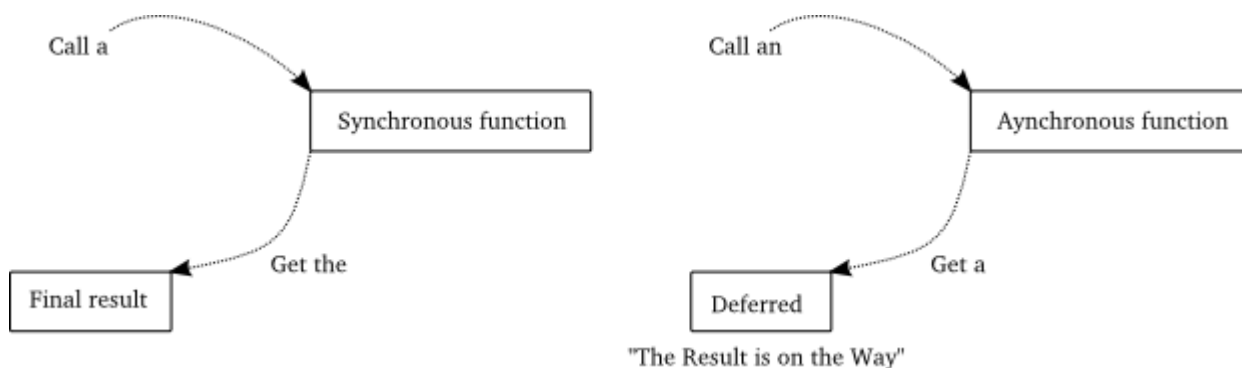 Call a
Synchronous function
Get the
Final result
Call an
Aynchronous function
Get a
Deferred
"The Result is on the Way"